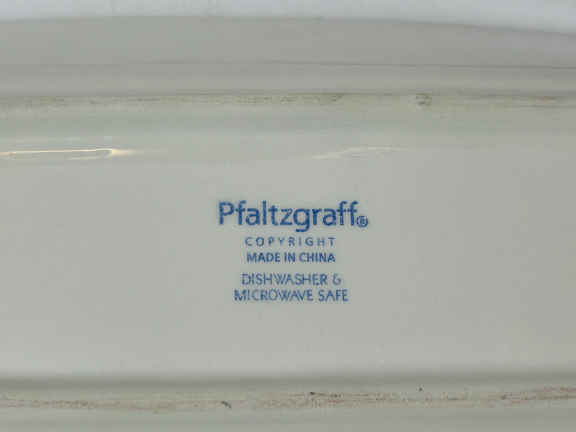 Pfaltzgraff®
COPYRIGHT
MADE IN CHINA
DISHWASHER &
MICROWAVE SAFE